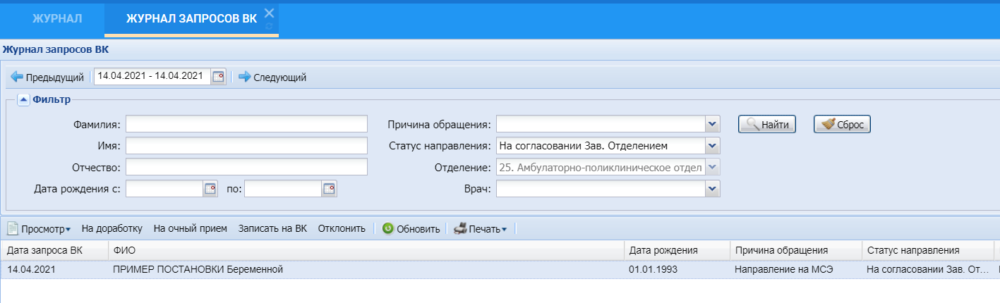 ЖУРНАЛ ЖУРНАЛ ЗАПРОСОВ ВК
Журнал запросов ВК
Предыдущий 14.04.2021 - 14.04.2021 Следующий
Фильтр
Фамилия: Причина обращения: Найти Сброс
Имя: Статус направления: На согласовании Зав. Отделением
Отчество: Отделение: 25. Амбулаторно-поликлиническое отдел
Дата рождения с: по: Врач:
Просмотр На доработку На очный прием Записать на ВК Отклонить Обновить Печать
Дата запроса ВК ФИО Дата рождения Причина обращения Статус направления
14.04.2021 ПРИМЕР ПОСТАНОВКИ Беременной 01.01.1993 Направление на МСЭ На согласовании Зав. От...